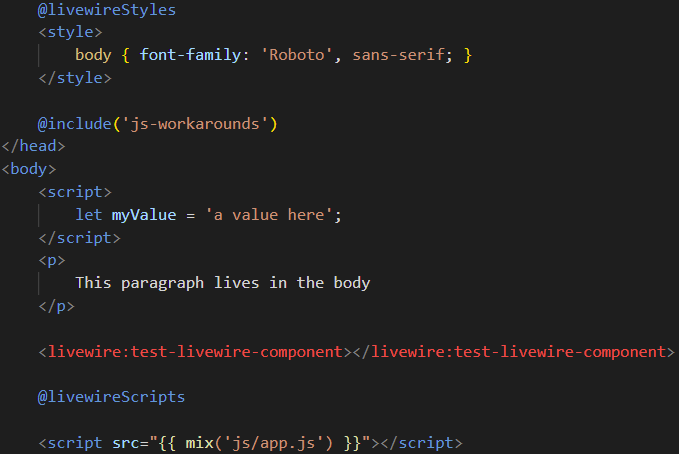 @livewireStyles
<style>
body { font-family: 'Roboto', sans-serif; }
</style>
@include('js-workarounds')
</head>
<body>
<script>
let myValue = 'a value here';
</script>
<p>
This paragraph lives in the body
</p>
<livewire:test-livewire-component></livewire:test-livewire-component>
@livewireScripts
<script src="{{ mix('js/app.js') }}"></script>